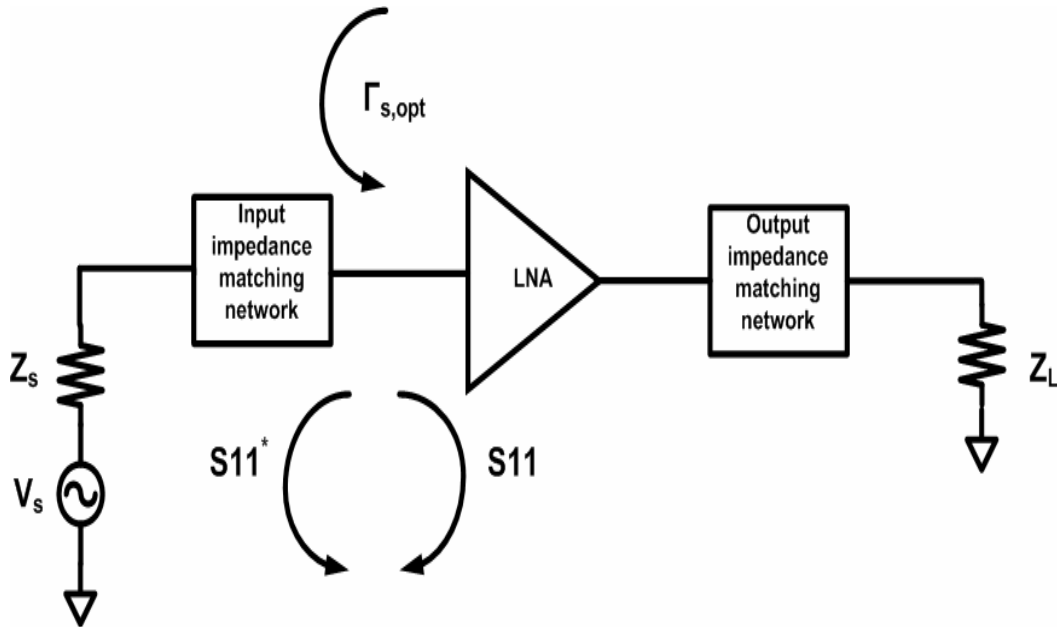 Γs,opt
Input
impedance
matching
network
LNA
Output
impedance
matching
network
Zs
ZL
S11*
S11
Vs